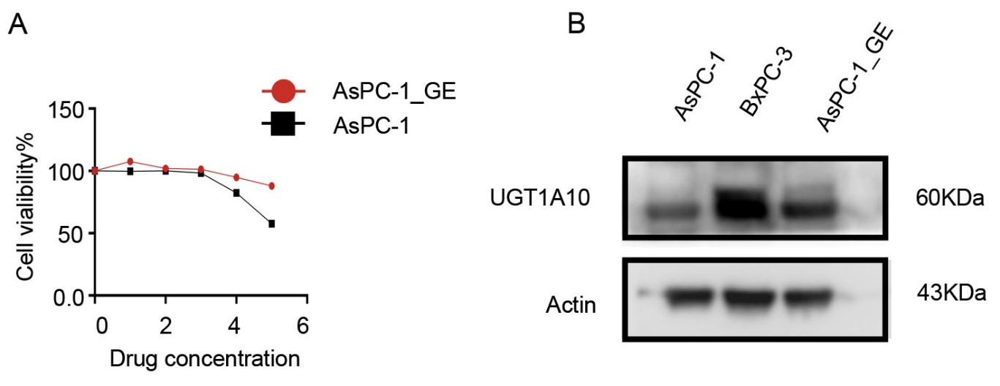 A
AsPC-1_GE
AsPC-1
150
100
50
0.0
Cell vialibility%
0 2 4 6
Drug concentration
B
AsPC-1
BxPC-3
AsPC-1_GE
UGT1A10
60KDa
Actin
43KDa